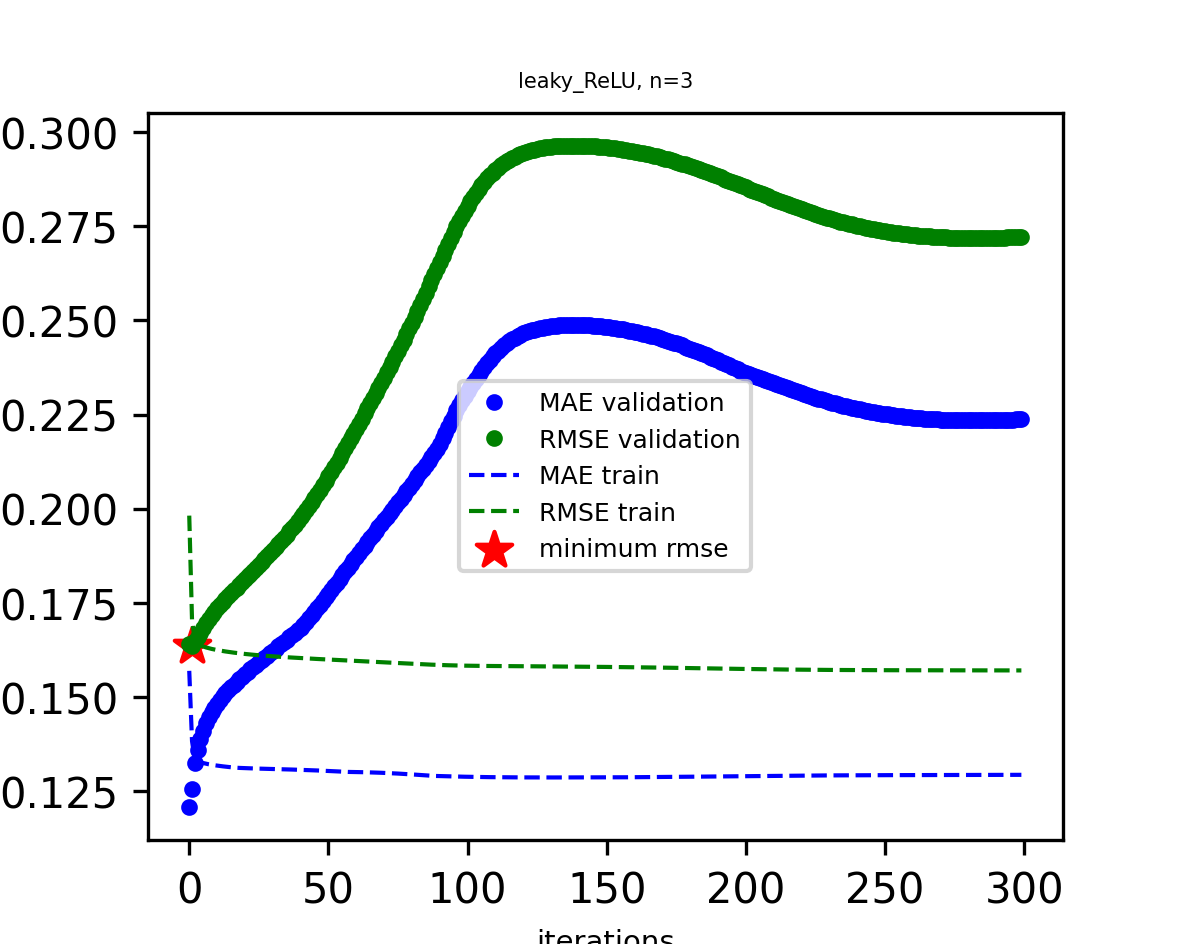 leaky_ReLU, n=3
0.300
0.275
0.250
0.225
0.200
0.175
0.150
0.125
MAE validation
RMSE validation
MAE train
RMSE train
minimum rmse
0 50 100 150 200 250 300
iterations